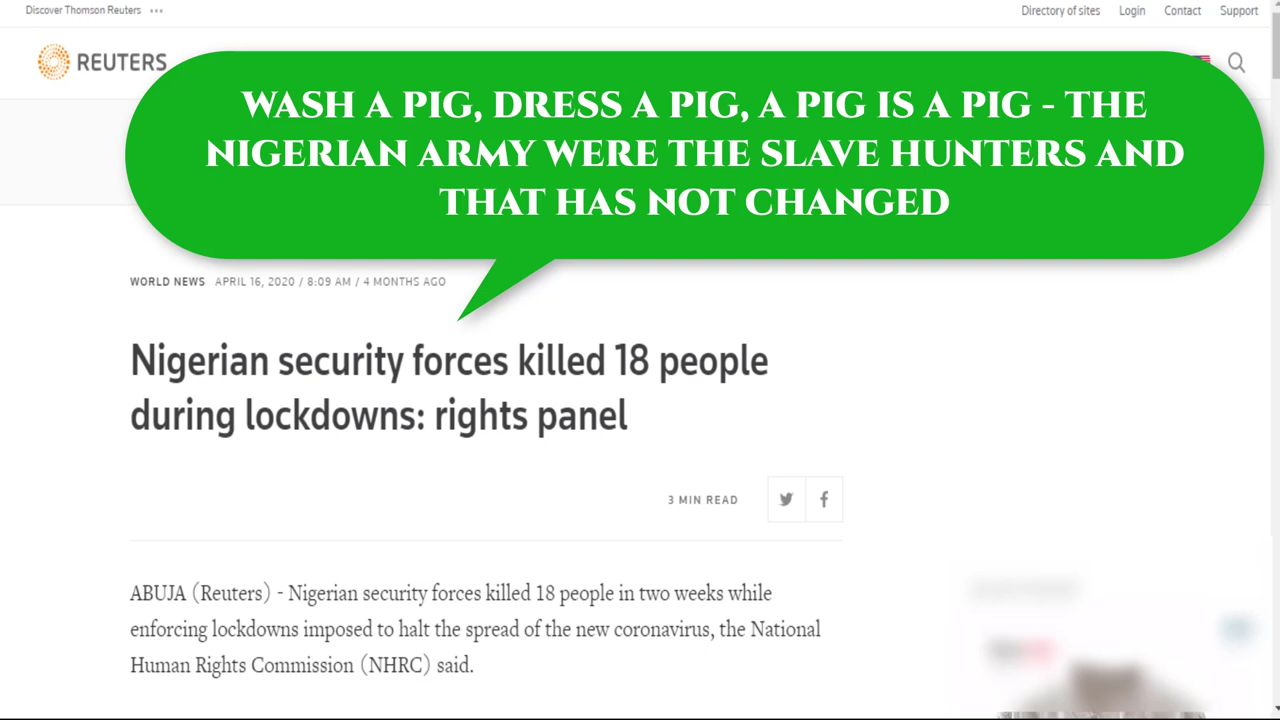 Discover Thomson Reuters •••
Directory of sites Login Contact Support
REUTERS
WASH A PIG, DRESS A PIG, A PIG IS A PIG - THE
NIGERIAN ARMY WERE THE SLAVE HUNTERS AND
THAT HAS NOT CHANGED
WORLD NEWS APRIL 16, 2020 / 8:09 AM / 4 MONTHS AGO
Nigerian security forces killed 18 people
during lockdowns: rights panel
3 MIN READ
ABUJA (Reuters) - Nigerian security forces killed 18 people in two weeks while
enforcing lockdowns imposed to halt the spread of the new coronavirus, the National
Human Rights Commission (NHRC) said.